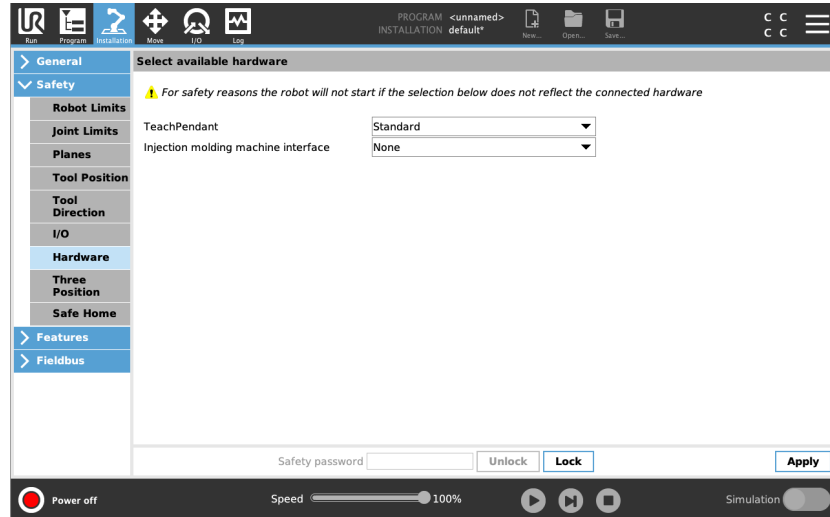 UR
Run
Program
Installation
Move
I/O
Log
PROGRAM <unnamed>
INSTALLATION default*
New...
Open...
Save...
C C
C C
General
Safety
Robot Limits
Joint Limits
Planes
Tool Position
Tool
Direction
I/O
Hardware
Three
Position
Safe Home
Features
Fieldbus
Select available hardware
For safety reasons the robot will not start if the selection below does not reflect the connected hardware
TeachPendant Standard
Injection molding machine interface None
Safety password Unlock Lock Apply
Power off Speed 100% Simulation